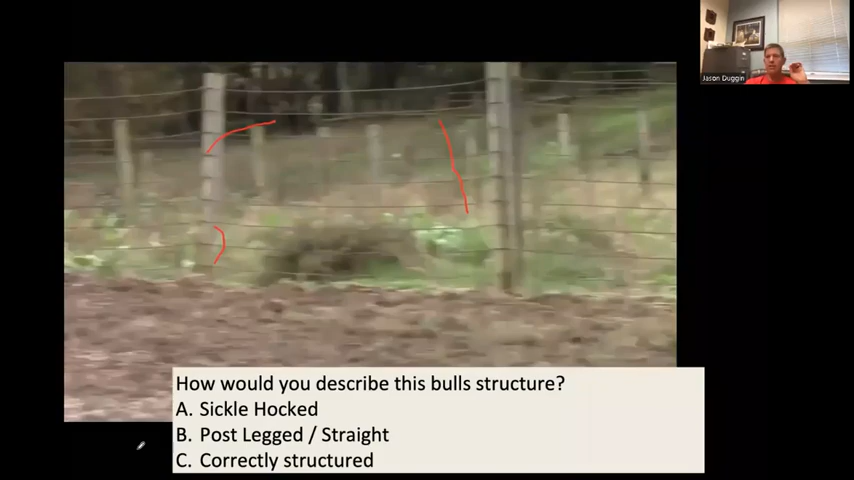 Jason Duggin
How would you describe this bulls structure?
A. Sickle Hocked
B. Post Legged / Straight
C. Correctly structured